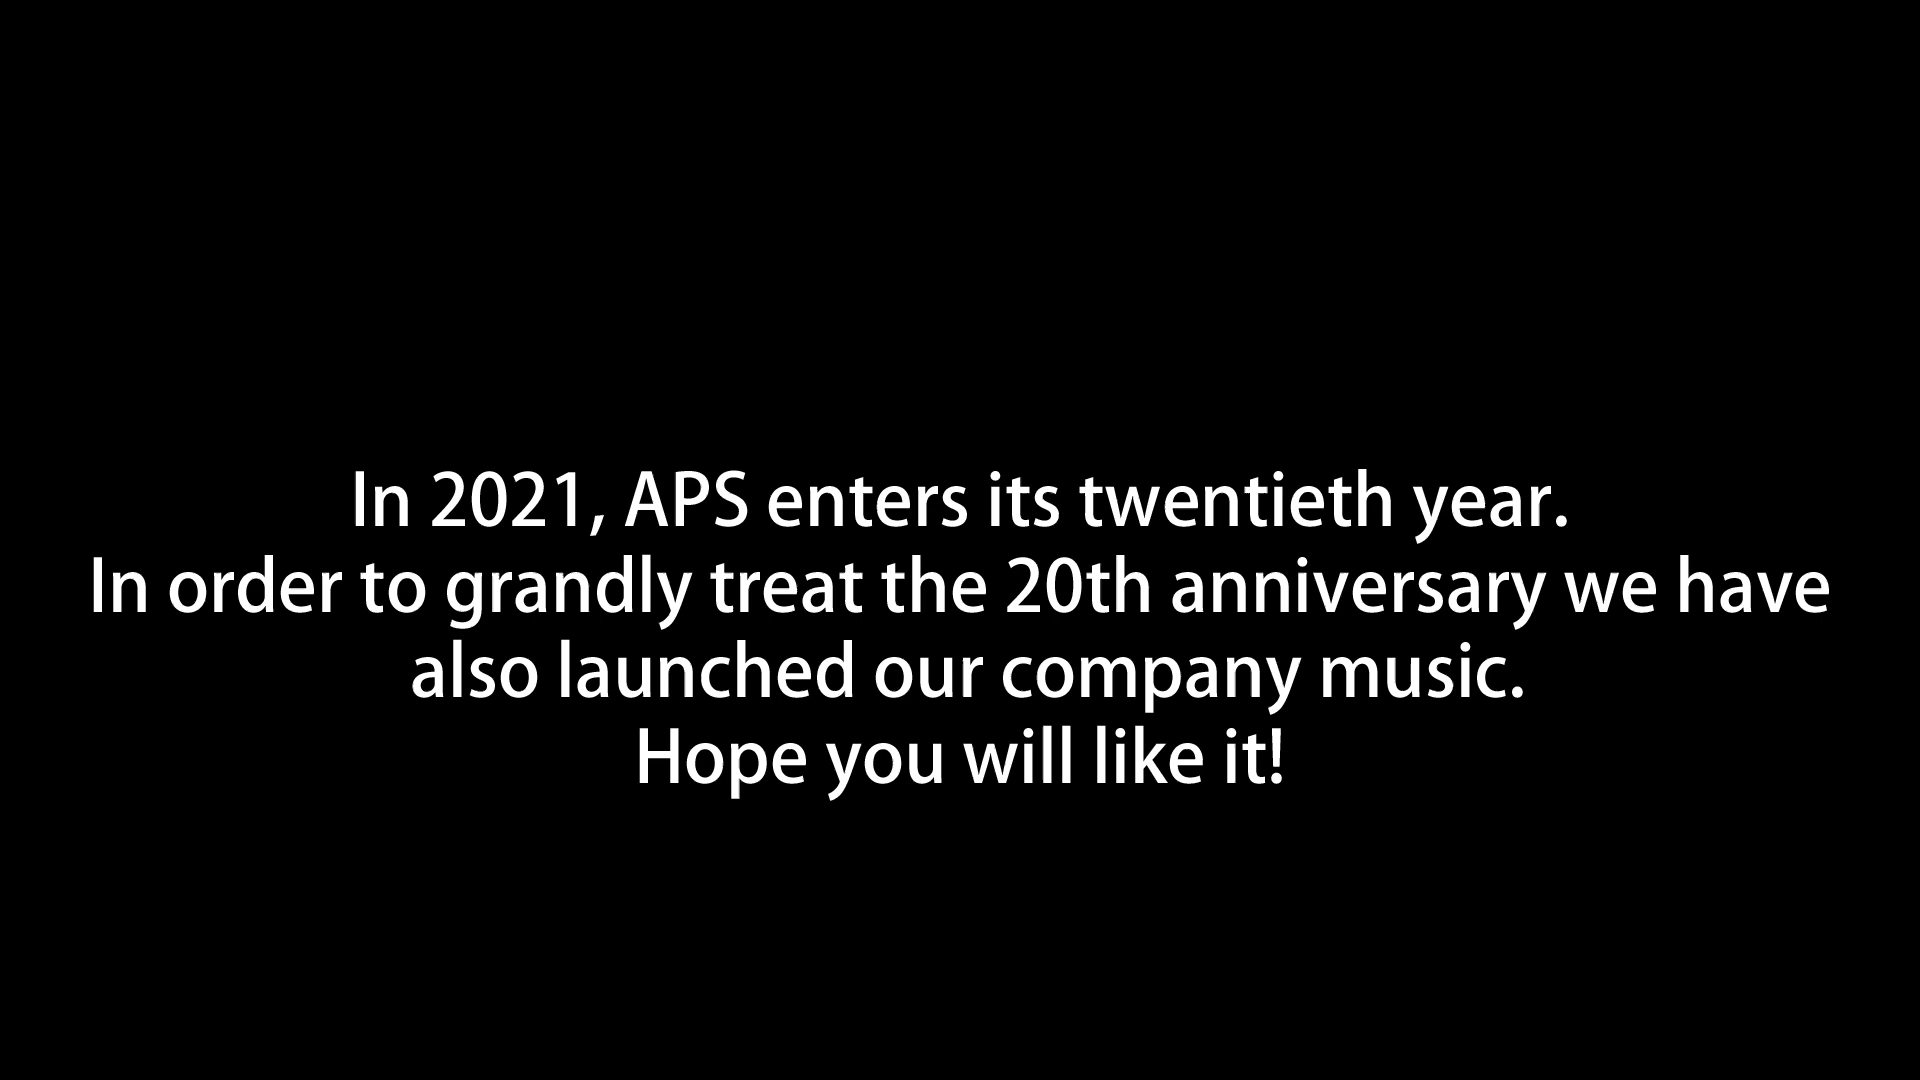 In 2021, APS enters its twentieth year.
In order to grandly treat the 20th anniversary we have
also launched our company music.
Hope you will like it!